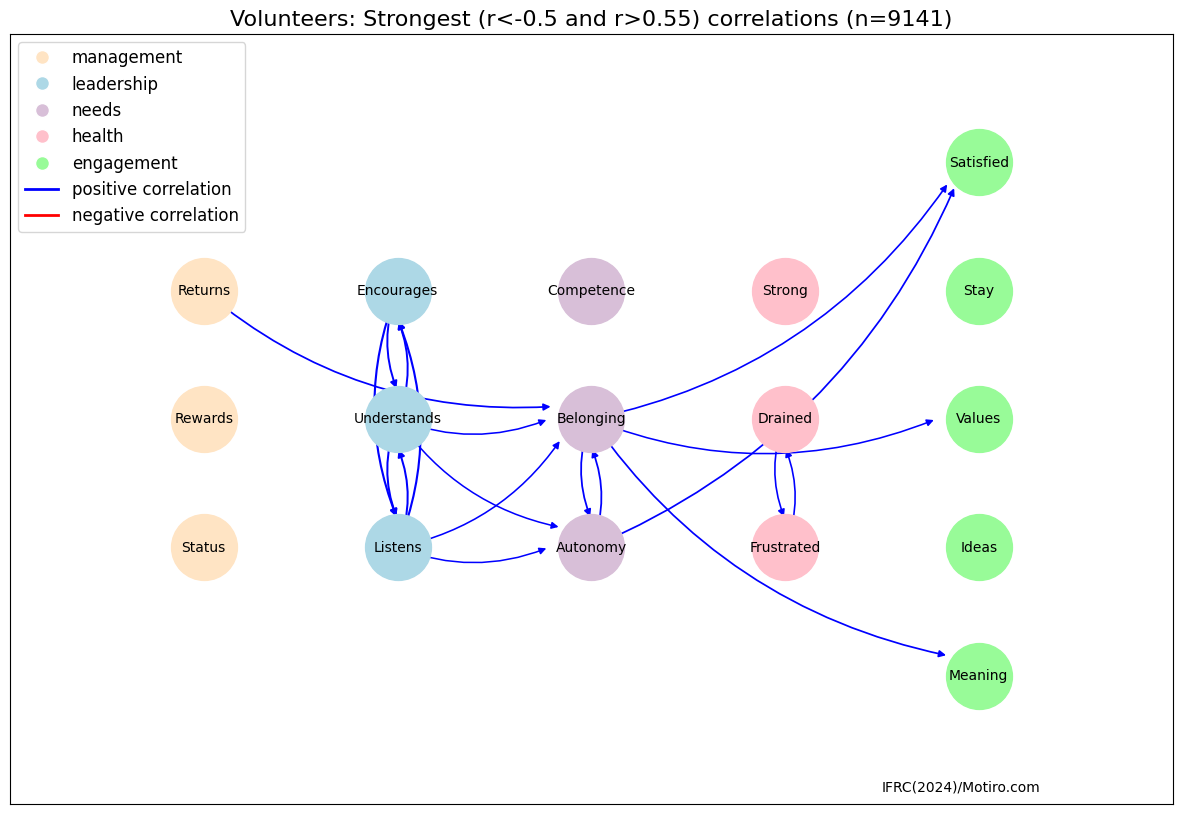 Volunteers: Strongest (r<-0.5 and r>0.55) correlations (n=9141)
management
leadership
needs
health
engagement
positive correlation
negative correlation
Satisfied
Returns
Encourages
Competence
Strong
Stay
Rewards
Understands
Belonging
Drained
Values
Status
Listens
Autonomy
Frustrated
Ideas
Meaning
IFRC(2024)/Motiro.com